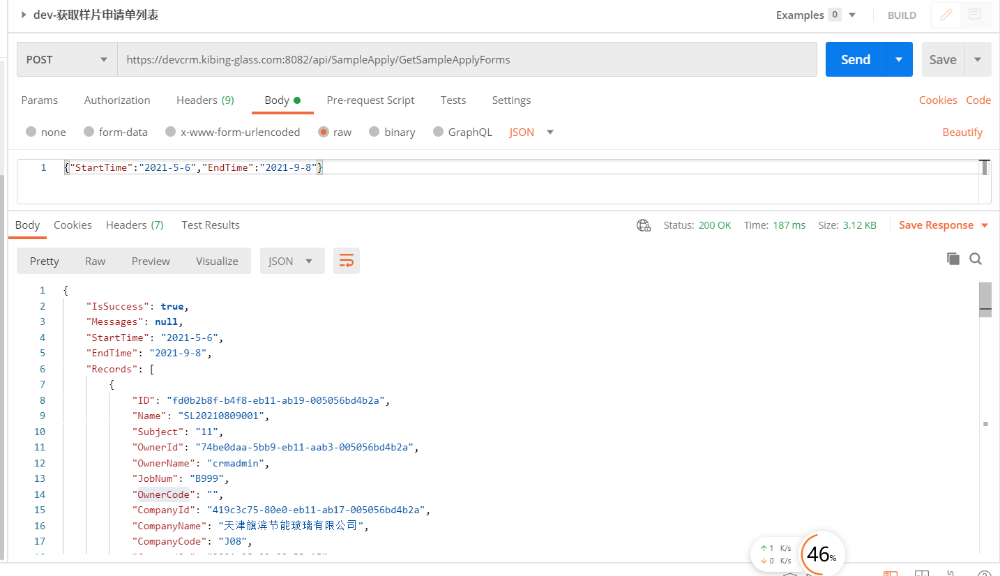 dev-获取样片申请单列表
Examples 0
BUILD
POST
https://devcrm.kibing-glass.com:8082/api/SampleApply/GetSampleApplyForms
Send
Save
Params Authorization Headers (9) Body Pre-request Script Tests Settings
Cookies Code
none form-data x-www-form-urlencoded raw binary GraphQL JSON
Beautify
1 {"StartTime":"2021-5-6","EndTime":"2021-9-8"}
Body Cookies Headers (7) Test Results
Status: 200 OK Time: 187 ms Size: 3.12 KB
Save Response
Pretty Raw Preview Visualize JSON
1 {
2 "IsSuccess": true,
3 "Messages": null,
4 "StartTime": "2021-5-6",
5 "EndTime": "2021-9-8",
6 "Records": [
7 {
8 "ID": "fd0b2b8f-b4f8-eb11-ab19-005056bd4b2a",
9 "Name": "SL20210809001",
10 "Subject": "11",
11 "OwnerId": "74be0daa-5bb9-eb11-aab3-005056bd4b2a",
12 "OwnerName": "crmadmin",
13 "JobNum": "B999",
14 "OwnerCode": "",
15 "CompanyId": "419c3c75-80e0-eb11-ab17-005056bd4b2a",
16 "CompanyName": "天津旗滨节能玻璃有限公司",
17 "CompanyCode": "J08",
↑ 1 K/s
↓ 0 K/s
46%